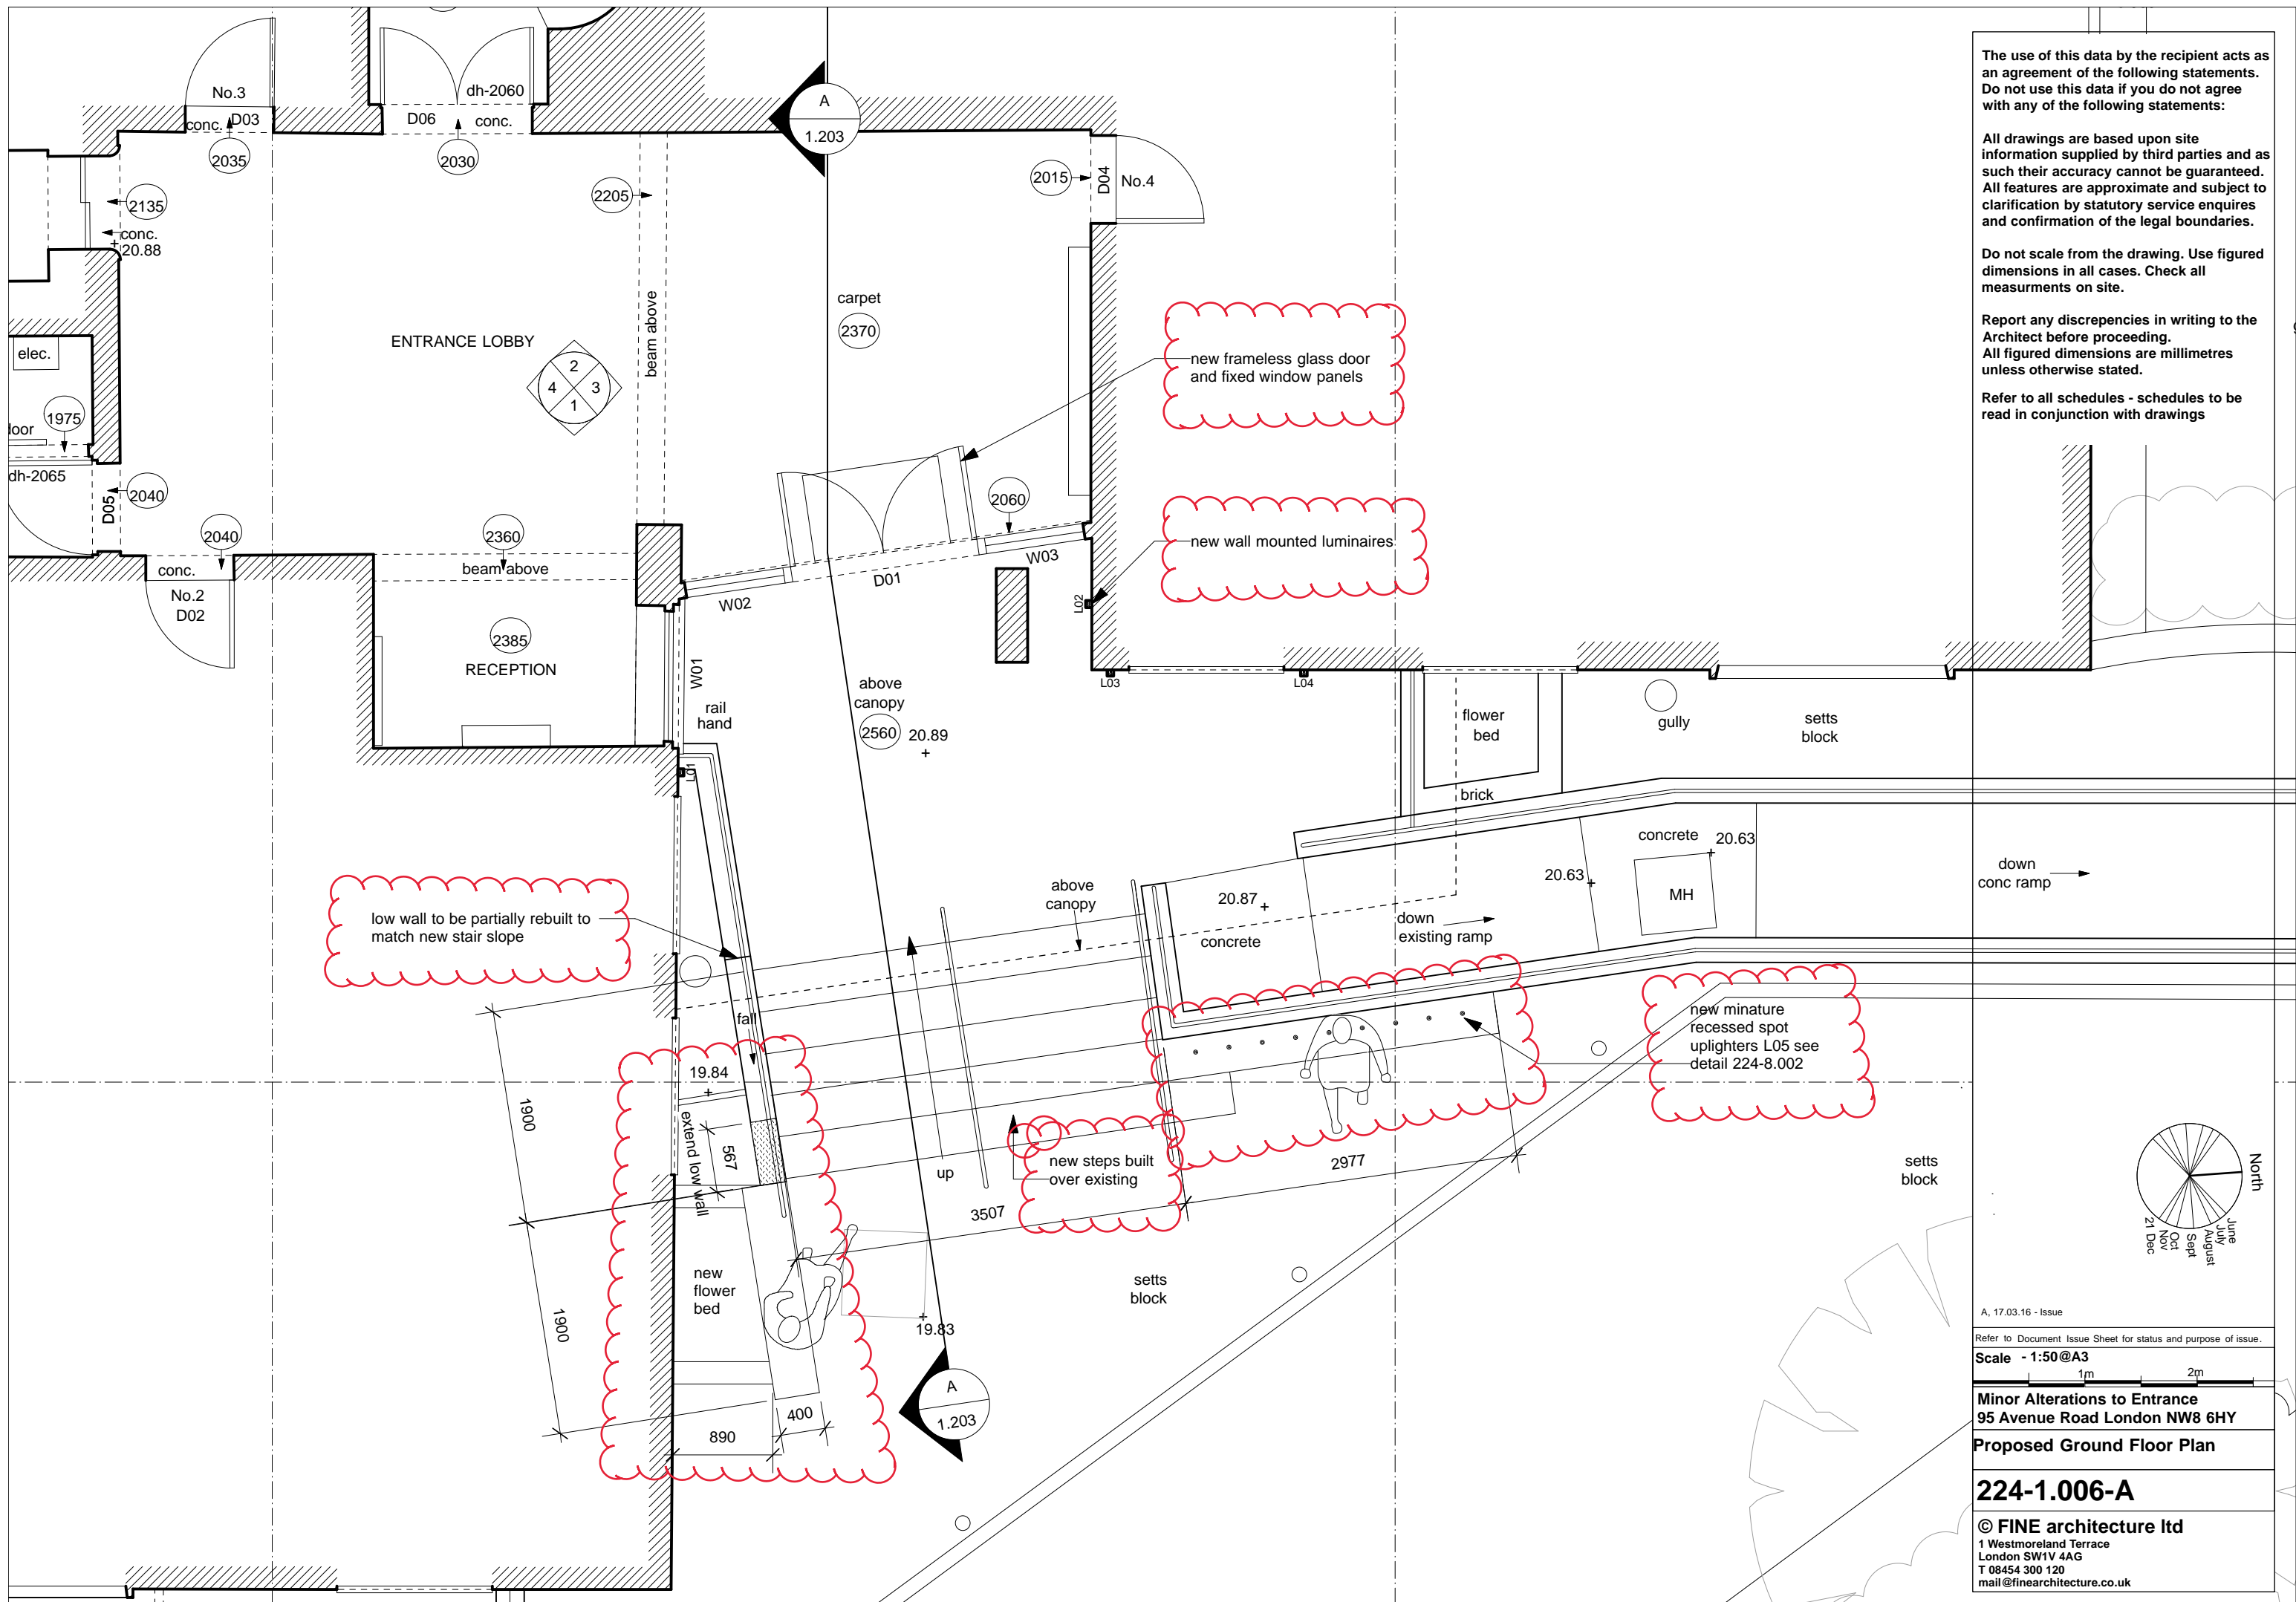 No.3
conc.
D03
2035
dh-2060
D06
conc.
2030
A
1.203
2135
conc.
20.88
2205
2015
D04
No.4
ENTRANCE LOBBY
2
4
3
1
beam above
carpet
2370
elec.
1975
dh-2065
D05
2040
2040
conc.
No.2
D02
2360
beam above
2385
RECEPTION
2060
W03
D01
W02
W01
L02
L03
L04
L01
new frameless glass door
and fixed window panels
new wall mounted luminaires
rail
hand
above
canopy
2560
20.89
flower
bed
brick
gully
setts
block
concrete
20.63
20.63
MH
down
conc ramp
low wall to be partially rebuilt to
match new stair slope
above
canopy
20.87
concrete
down
existing ramp
fall
19.84
extend low wall
567
1900
1900
up
new steps built
over existing
3507
2977
new minature
recessed spot
uplighters L05 see
detail 224-8.002
setts
block
setts
block
new
flower
bed
19.83
400
890
A
1.203
The use of this data by the recipient acts as
an agreement of the following statements.
Do not use this data if you do not agree
with any of the following statements:
All drawings are based upon site
information supplied by third parties and as
such their accuracy cannot be guaranteed.
All features are approximate and subject to
clarification by statutory service enquires
and confirmation of the legal boundaries.
Do not scale from the drawing. Use figured
dimensions in all cases. Check all
measurments on site.
Report any discrepencies in writing to the
Architect before proceeding.
All figured dimensions are millimetres
unless otherwise stated.
Refer to all schedules - schedules to be
read in conjunction with drawings
North
June
July
August
Sept
Oct
Nov
21 Dec
A, 17.03.16 - Issue
Refer to Document Issue Sheet for status and purpose of issue.
Scale - 1:50@A3
1m
2m
Minor Alterations to Entrance
95 Avenue Road London NW8 6HY
Proposed Ground Floor Plan
224-1.006-A
© FINE architecture ltd
1 Westmoreland Terrace
London SW1V 4AG
T 08454 300 120
mail@finearchitecture.co.uk